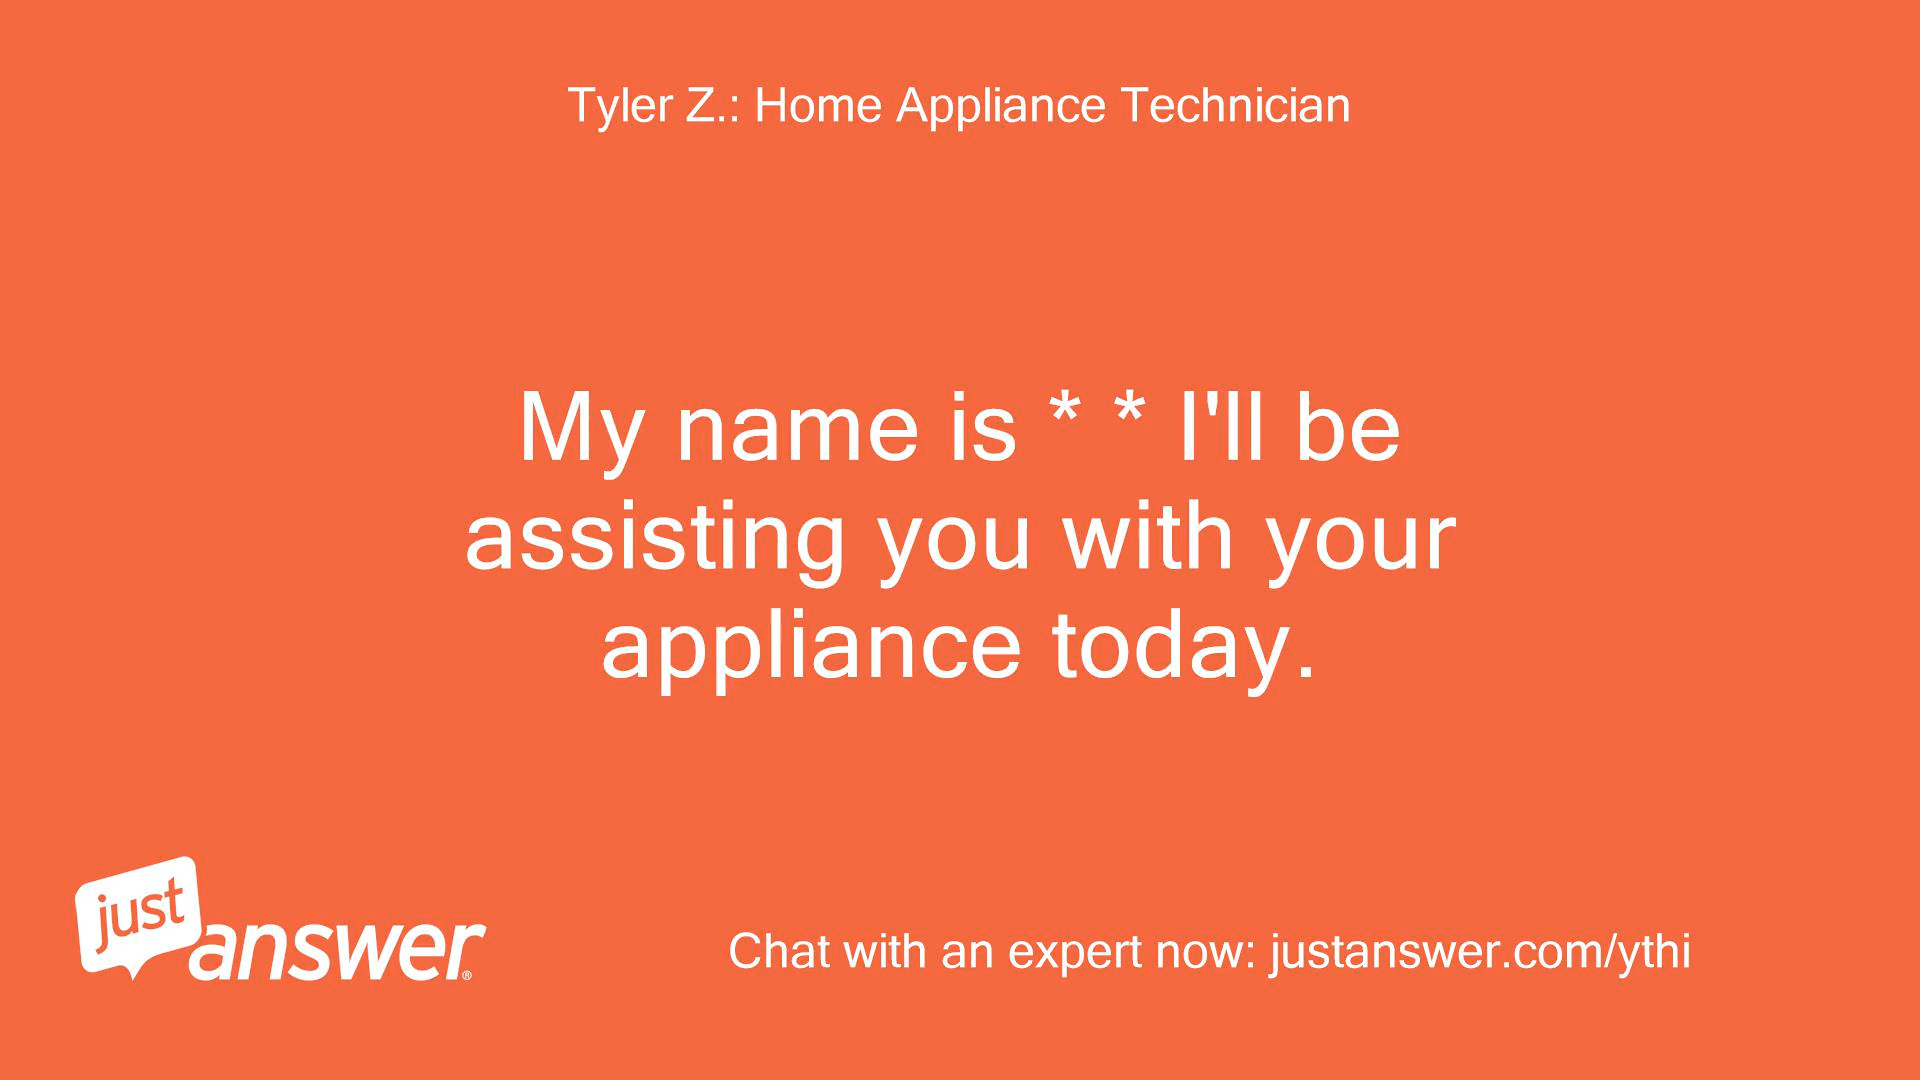 Tyler Z.: Home Appliance Technician
My name is * * I'll be
assisting you with your
appliance today.
just
answer®
Chat with an expert now: justanswer.com/ythi